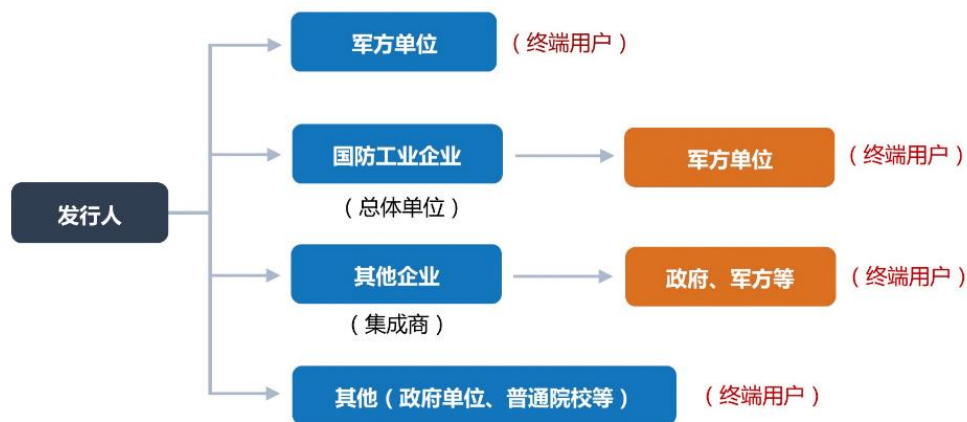 军方单位 （终端用户）
国防工业企业 军方单位 （终端用户）
（总体单位）
发行人
其他企业 政府、军方等 （终端用户）
（集成商）
其他（政府单位、普通院校等） （终端用户）